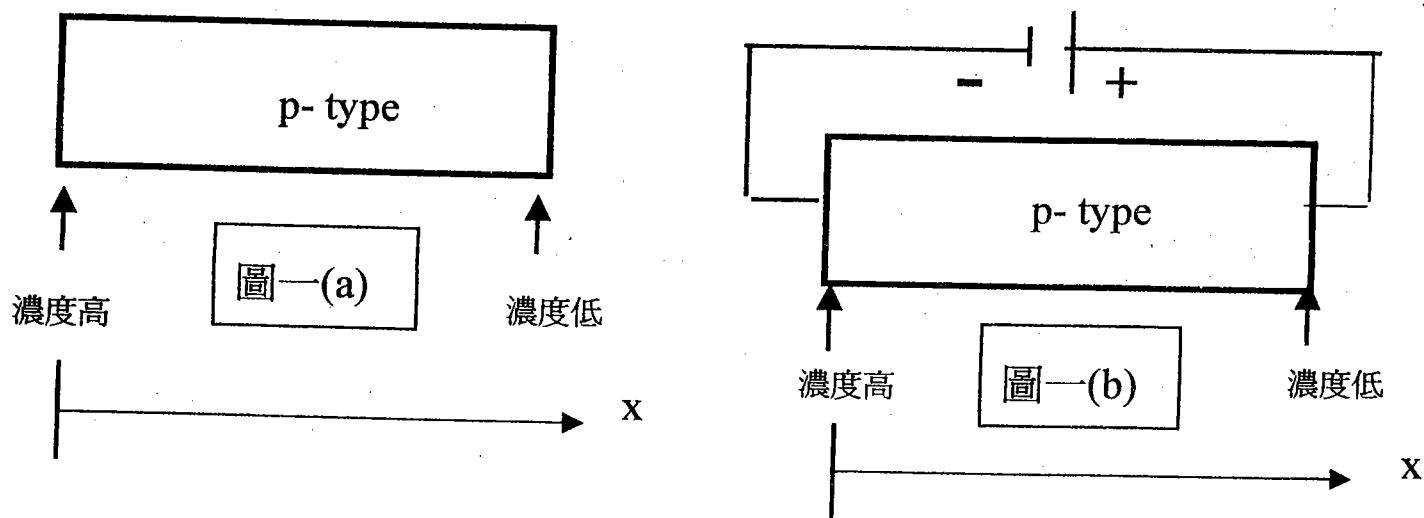 p- type
圖一(a)
濃度高
濃度低
x
- +
p- type
圖一(b)
濃度高
濃度低
x